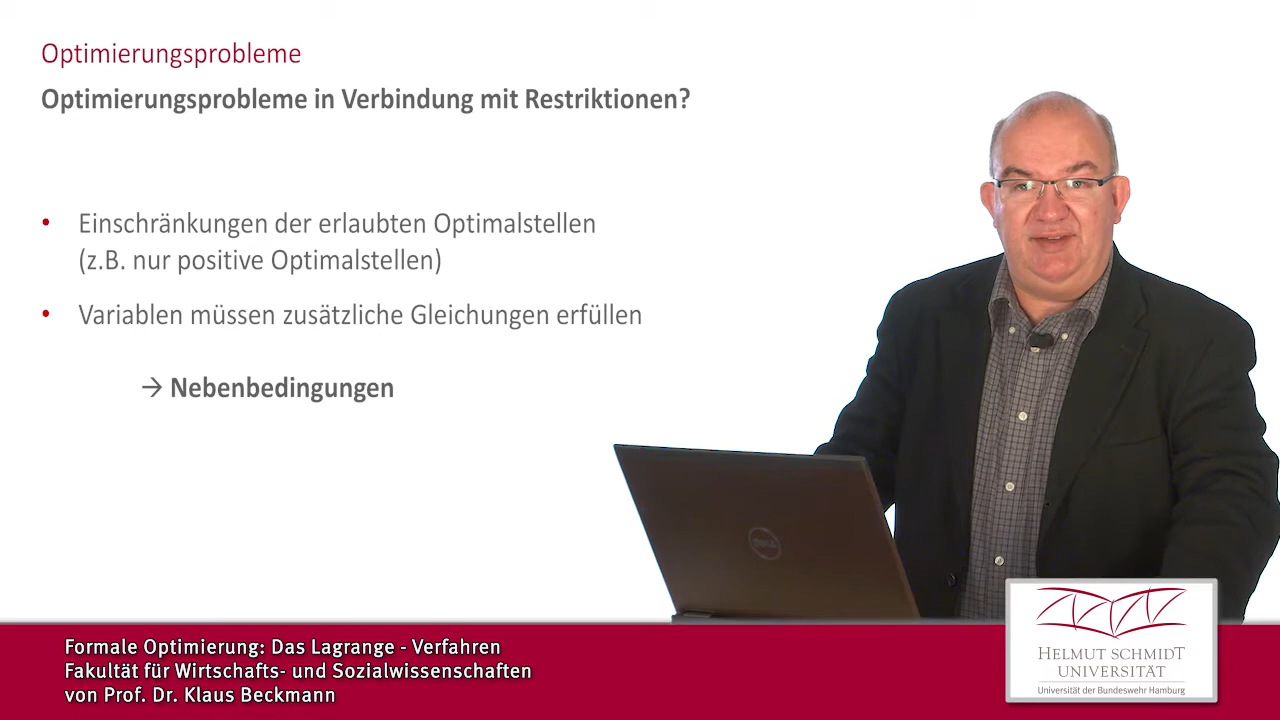 Optimierungsprobleme
Optimierungsprobleme in Verbindung mit Restriktionen?
• Einschränkungen der erlaubten Optimalstellen
(z.B. nur positive Optimalstellen)
• Variablen müssen zusätzliche Gleichungen erfüllen
→ Nebenbedingungen
DELL
Formale Optimierung: Das Lagrange - Verfahren
Fakultät für Wirtschafts- und Sozialwissenschaften
von Prof. Dr. Klaus Beckmann
HELMUT SCHMIDT
UNIVERSITÄT
Universität der Bundeswehr Hamburg